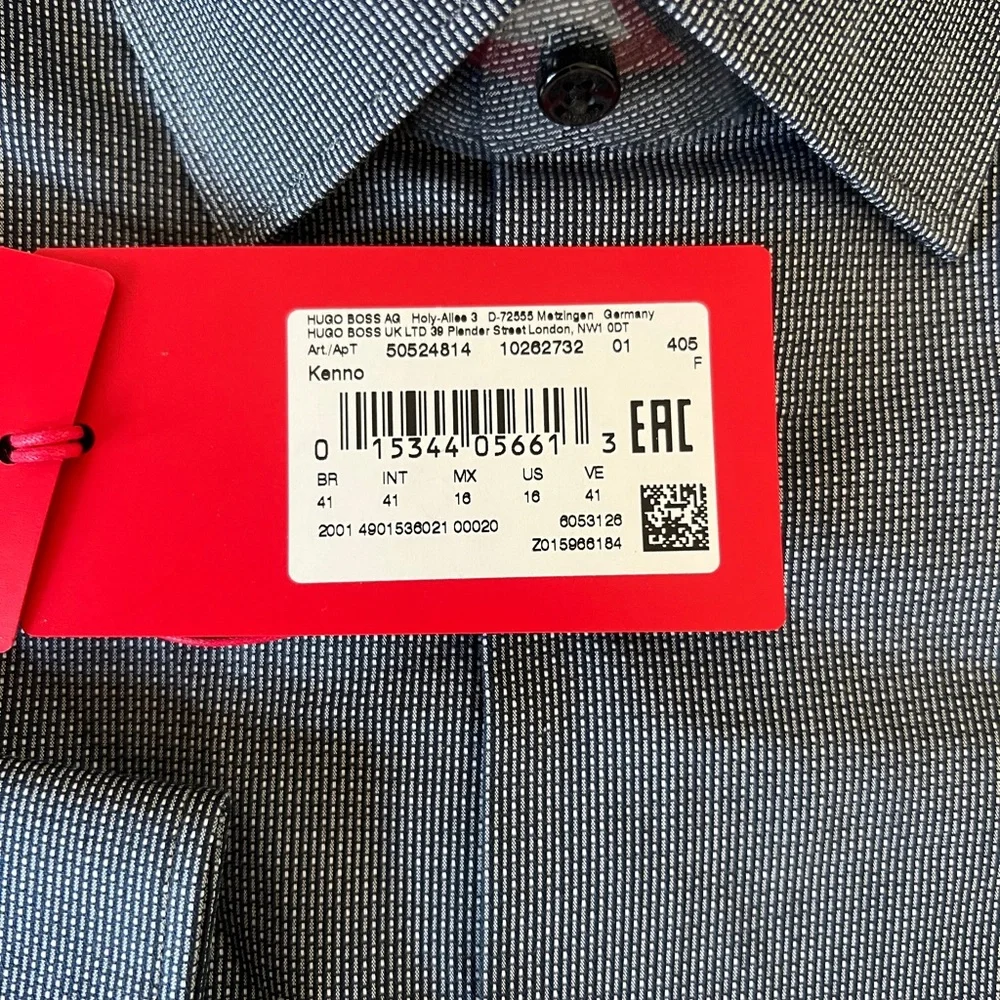 HUGO BOSS AG Holy-Allee 3 D-72555 Metzingen Germany
HUGO BOSS UK LTD 39 Plender Street London, NW1 0DT
Art./ApT 50524814 10262732 01 405
F
Kenno
0 15344 05661 3
EAC
BR INT MX US VE
41 41 16 16 41
2001 4901536021 00020 6053126
Z015966184